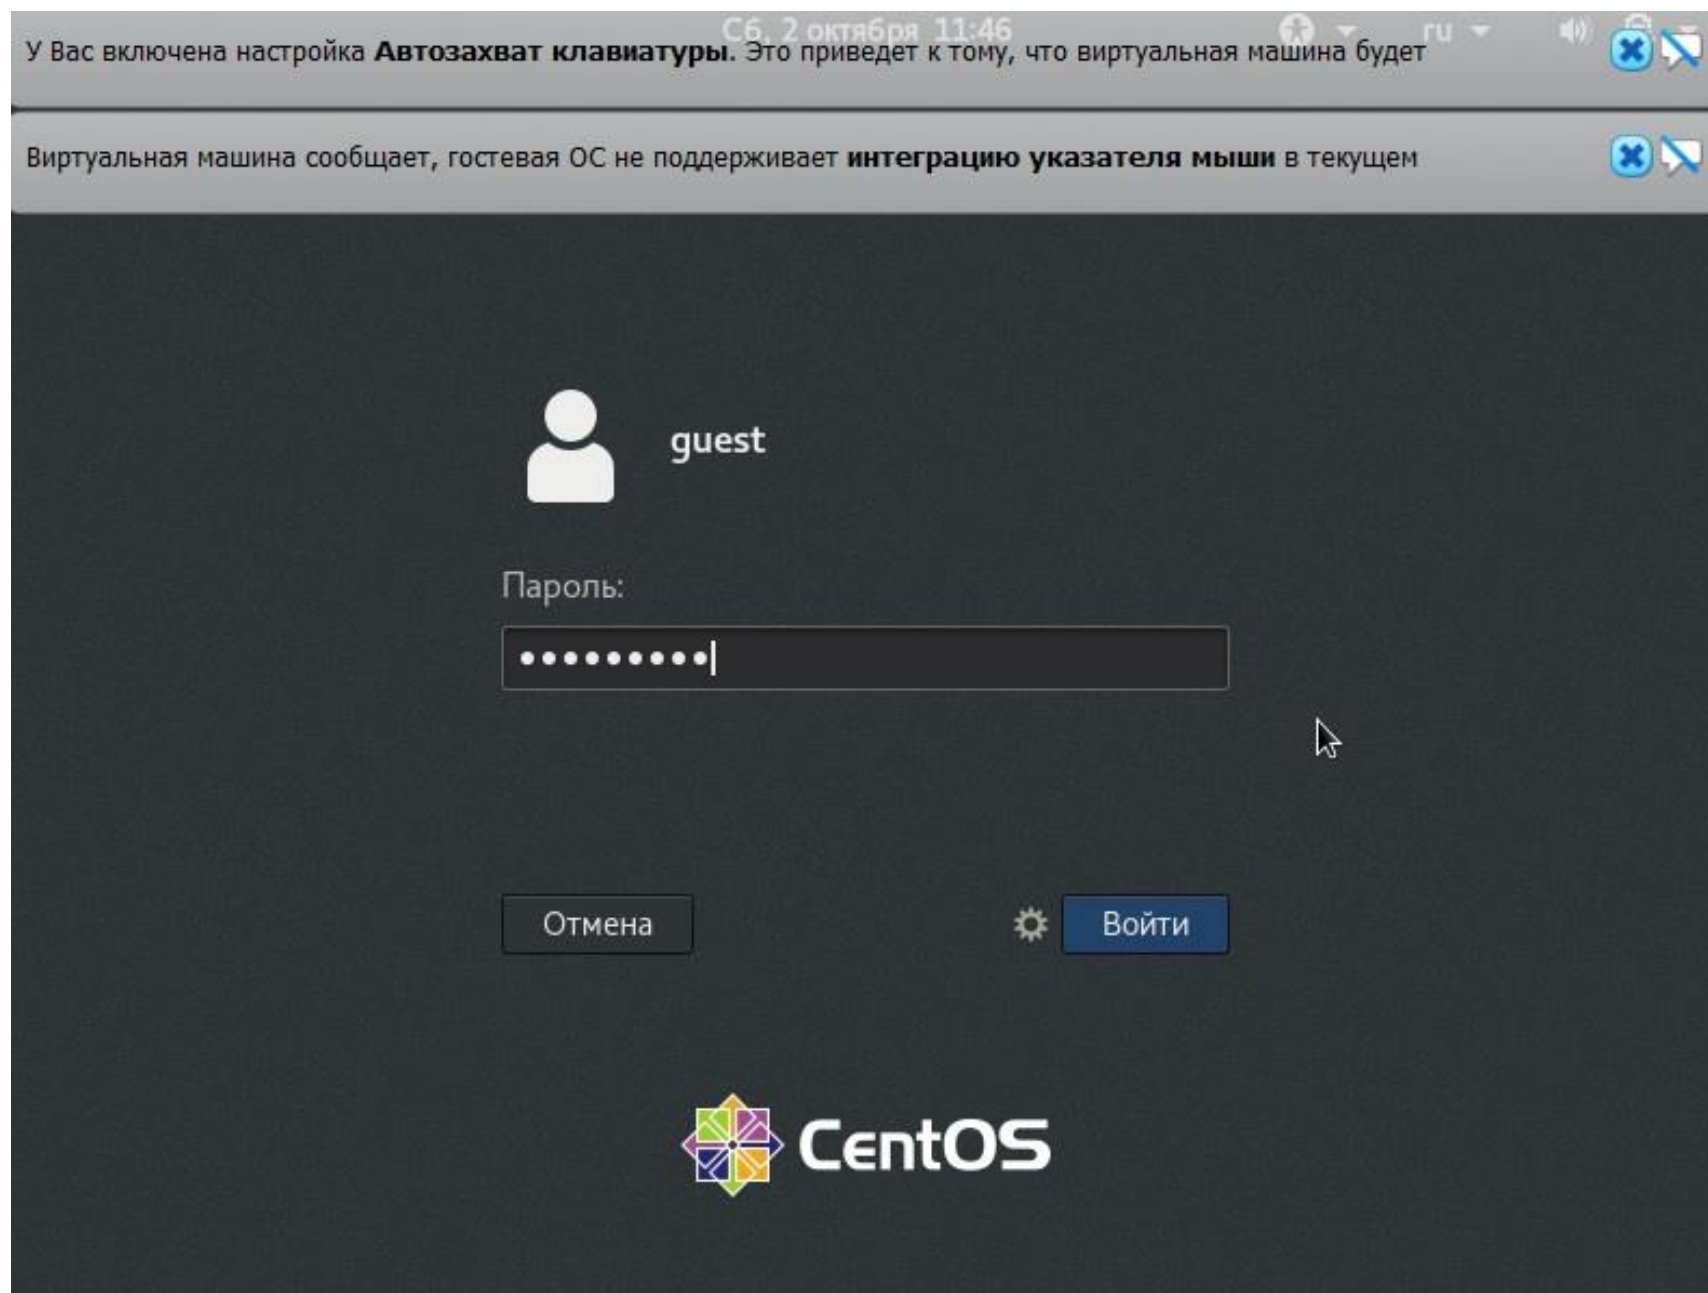 Сб, 2 октября 11:46
ru
У Вас включена настройка Автозахват клавиатуры. Это приведет к тому, что виртуальная машина будет
Виртуальная машина сообщает, гостевая ОС не поддерживает интеграцию указателя мыши в текущем
guest
Пароль:
Отмена
Войти
CentOS